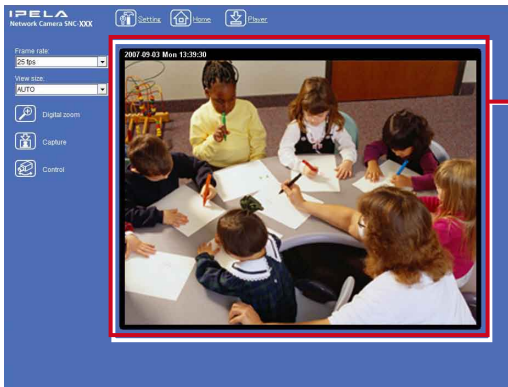 IPELA
Network Camera SNC-XXX
Setting
Home
Player
Frame rate:
25 fps
View size:
AUTO
Digital zoom
Capture
Control
2007-09-03 Mon 13:39:30